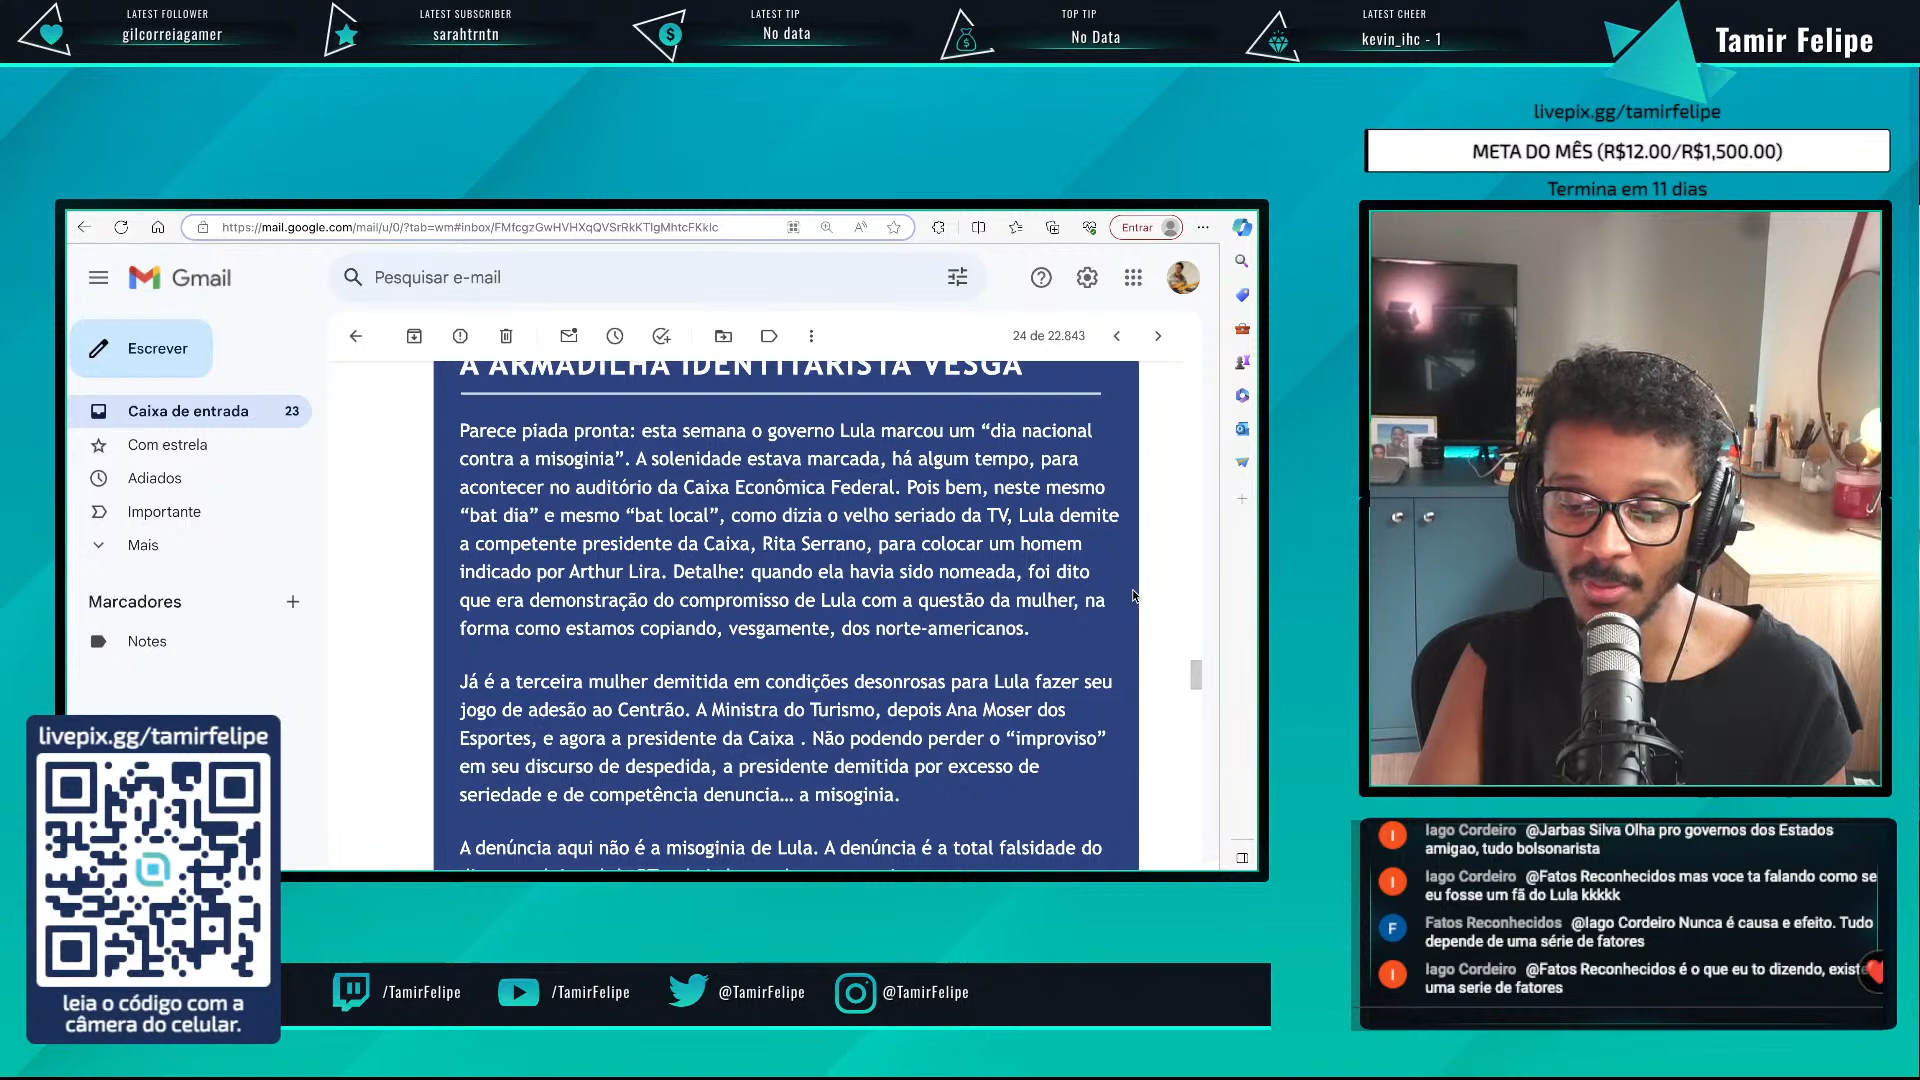 LATEST FOLLOWER
gilcorreiagamer
LATEST SUBSCRIBER
sarahtrntn
LATEST TIP
No data
TOP TIP
No Data
LATEST CHEER
kevin_ihc - 1
Tamir Felipe
livepix.gg/tamirfelipe
META DO MÊS (R$12.00/R$1,500.00)
Termina em 11 dias
https://mail.google.com/mail/u/0/?tab=wm#inbox/FMfcgzGwHVHXqQVSrRkKTlgMhtcFKklc
Entrar
Gmail
Pesquisar e-mail
Escrever
24 de 22.843
Caixa de entrada 23
Com estrela
Adiados
Importante
Mais
Marcadores
Notes
A ARMADILHA IDENTITARISTA VESGA
Parece piada pronta: esta semana o governo Lula marcou um “dia nacional
contra a misoginia”. A solenidade estava marcada, há algum tempo, para
acontecer no auditório da Caixa Econômica Federal. Pois bem, neste mesmo
“bat dia” e mesmo “bat local”, como dizia o velho seriado da TV, Lula demite
a competente presidente da Caixa, Rita Serrano, para colocar um homem
indicado por Arthur Lira. Detalhe: quando ela havia sido nomeada, foi dito
que era demonstração do compromisso de Lula com a questão da mulher, na
forma como estamos copiando, vesgamente, dos norte-americanos.
Já é a terceira mulher demitida em condições desonrosas para Lula fazer seu
jogo de adesão ao Centrão. A Ministra do Turismo, depois Ana Moser dos
Esportes, e agora a presidente da Caixa . Não podendo perder o “improviso”
em seu discurso de despedida, a presidente demitida por excesso de
seriedade e de competência denuncia... a misoginia.
A denúncia aqui não é a misoginia de Lula. A denúncia é a total falsidade do
livepix.gg/tamirfelipe
leia o código com a
câmera do celular.
/TamirFelipe
/TamirFelipe
@TamirFelipe
@TamirFelipe
I
Iago Cordeiro @Jarbas Silva Olha pro governos dos Estados
amigao, tudo bolsonarista
I
Iago Cordeiro @Fatos Reconhecidos mas voce ta falando como se
eu fosse um fã do Lula kkkkk
F
Fatos Reconhecidos @Iago Cordeiro Nunca é causa e efeito. Tudo
depende de uma série de fatores
I
Iago Cordeiro @Fatos Reconhecidos é o que eu to dizendo, existe
uma serie de fatores